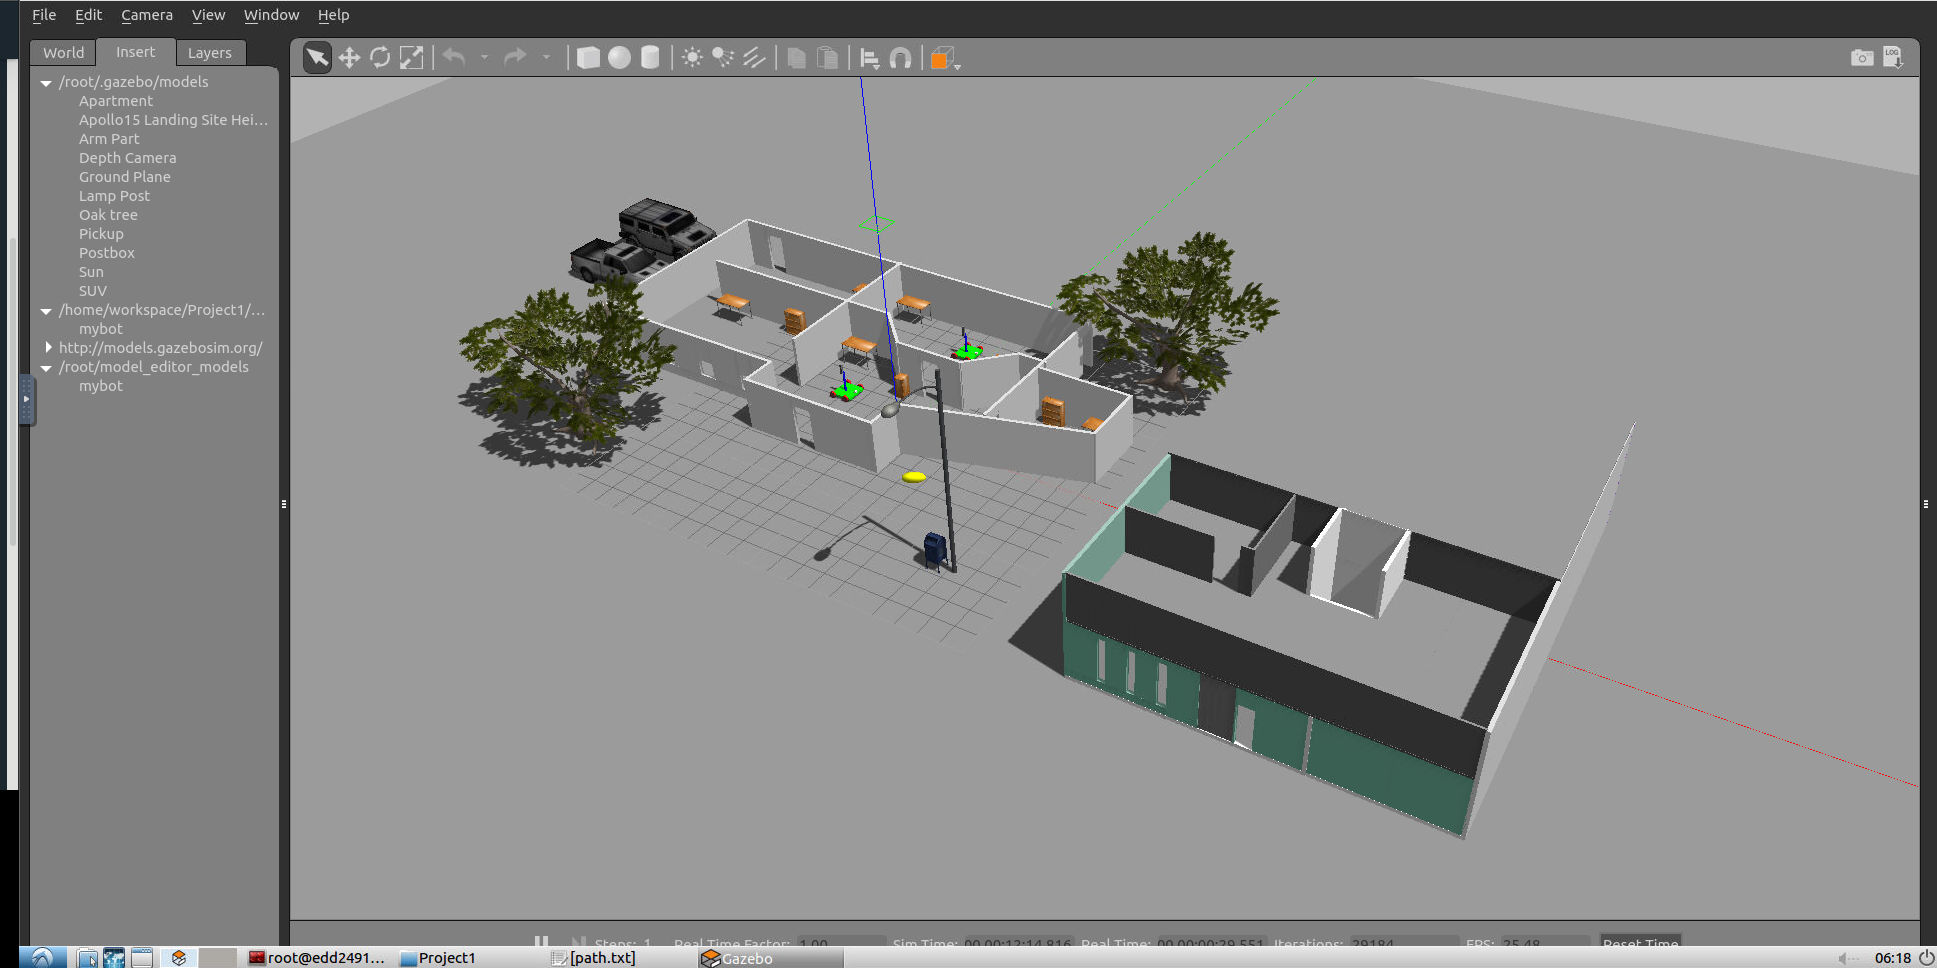 File Edit Camera View Window Help
World Insert Layers
/root/.gazebo/models
Apartment
Apollo15 Landing Site Hei...
Arm Part
Depth Camera
Ground Plane
Lamp Post
Oak tree
Pickup
Postbox
Sun
SUV
/home/workspace/Project1/...
mybot
http://models.gazebosim.org/
/root/model_editor_models
mybot
LOG
Steps: 1 Real Time Factor: 1.00 Sim Time: 00 00:12:14.816 Real Time: 00 00:00:29.551 Iterations: 29184 FPS: 25.48 Reset Time
root@edd2491... Project1 [path.txt] Gazebo 06:18